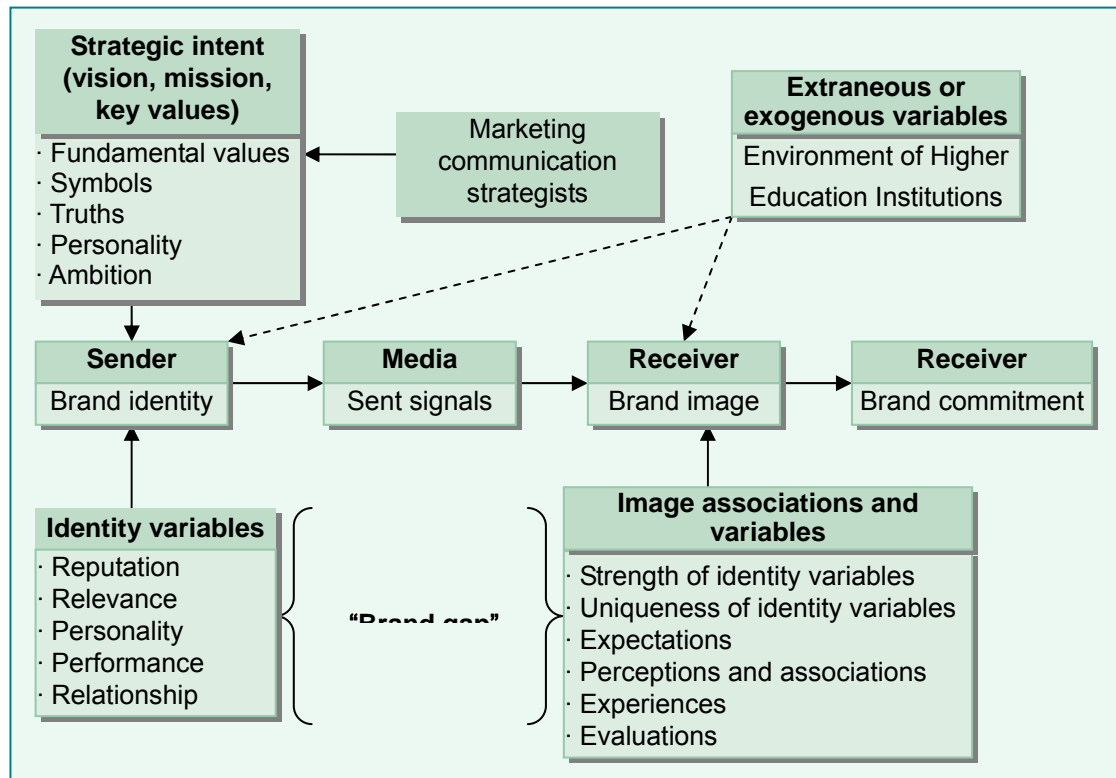 Strategic intent
(vision, mission,
key values)
· Fundamental values
· Symbols
· Truths
· Personality
· Ambition
Marketing
communication
strategists
Extraneous or
exogenous variables
Environment of Higher
Education Institutions
Sender
Brand identity
Media
Sent signals
Receiver
Brand image
Receiver
Brand commitment
Identity variables
· Reputation
· Relevance
· Personality
· Performance
· Relationship
“Brand gap”
Image associations and
variables
· Strength of identity variables
· Uniqueness of identity variables
· Expectations
· Perceptions and associations
· Experiences
· Evaluations